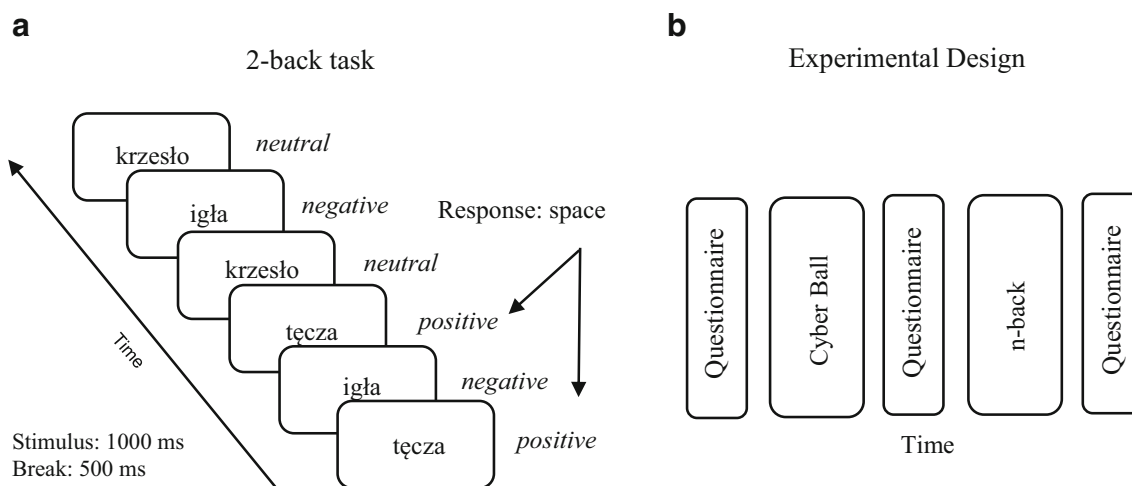 a
2-back task
krzesło
neutral
igła
negative
krzesło
neutral
tęcza
positive
igła
negative
tęcza
positive
Response: space
Time
Stimulus: 1000 ms
Break: 500 ms
b
Experimental Design
Questionnaire
Cyber Ball
Questionnaire
n-back
Questionnaire
Time